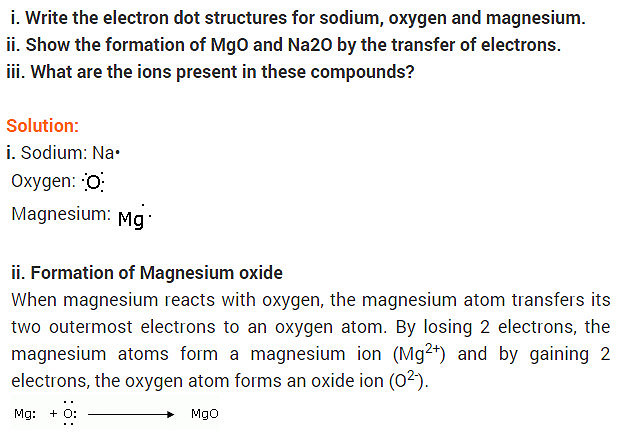 i. Write the electron dot structures for sodium, oxygen and magnesium.
ii. Show the formation of MgO and Na2O by the transfer of electrons.
iii. What are the ions present in these compounds?
Solution:
i. Sodium: Na•
Oxygen: ·Ö:
Magnesium: Mg·
ii. Formation of Magnesium oxide
When magnesium reacts with oxygen, the magnesium atom transfers its
two outermost electrons to an oxygen atom. By losing 2 electrons, the
magnesium atoms form a magnesium ion (Mg²⁺) and by gaining 2
electrons, the oxygen atom forms an oxide ion (O²⁻).
Mg: + O: ⟶ MgO